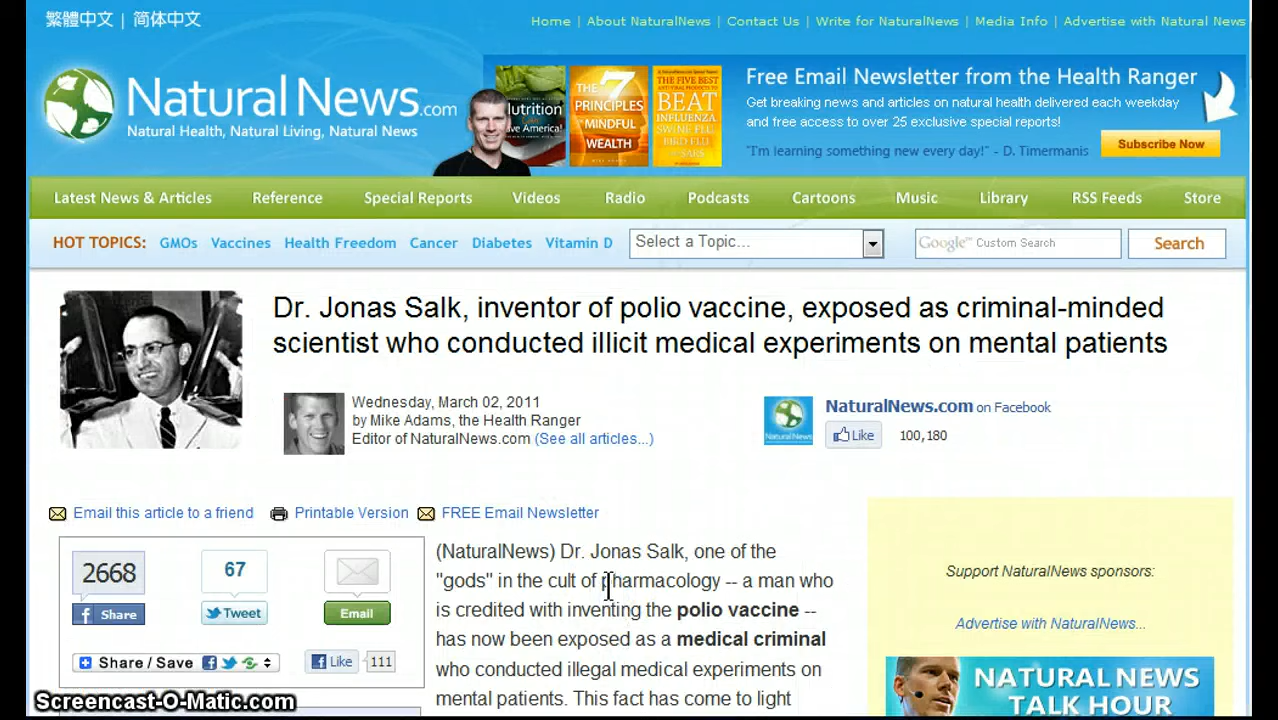 繁體中文 | 简体中文
Home | About NaturalNews | Contact Us | Write for NaturalNews | Media Info | Advertise with Natural News
NaturalNews.com
Natural Health, Natural Living, Natural News
Nutrition
THE 7 PRINCIPLES OF MINDFUL WEALTH
THE FIVE BEST
BEAT
INFLUENZA
SWINE FLU
BIRD FLU
& SARS
Free Email Newsletter from the Health Ranger
Get breaking news and articles on natural health delivered each weekday
and free access to over 25 exclusive special reports!
"I'm learning something new every day!" - D. Timermanis
Subscribe Now
Latest News & Articles Reference Special Reports Videos Radio Podcasts Cartoons Music Library RSS Feeds Store
HOT TOPICS: GMOs Vaccines Health Freedom Cancer Diabetes Vitamin D Select a Topic... Google™ Custom Search Search
Dr. Jonas Salk, inventor of polio vaccine, exposed as criminal-minded
scientist who conducted illicit medical experiments on mental patients
Wednesday, March 02, 2011
by Mike Adams, the Health Ranger
Editor of NaturalNews.com (See all articles...)
NaturalNews
NaturalNews.com on Facebook
Like 100,180
Email this article to a friend Printable Version FREE Email Newsletter
2668 67
f Share Tweet Email
Share / Save
Like 111
(NaturalNews) Dr. Jonas Salk, one of the
"gods" in the cult of pharmacology -- a man who
is credited with inventing the polio vaccine --
has now been exposed as a medical criminal
who conducted illegal medical experiments on
mental patients. This fact has come to light
Support NaturalNews sponsors:
Advertise with NaturalNews...
NATURAL NEWS
TALK HOUR
Screencast-O-Matic.com